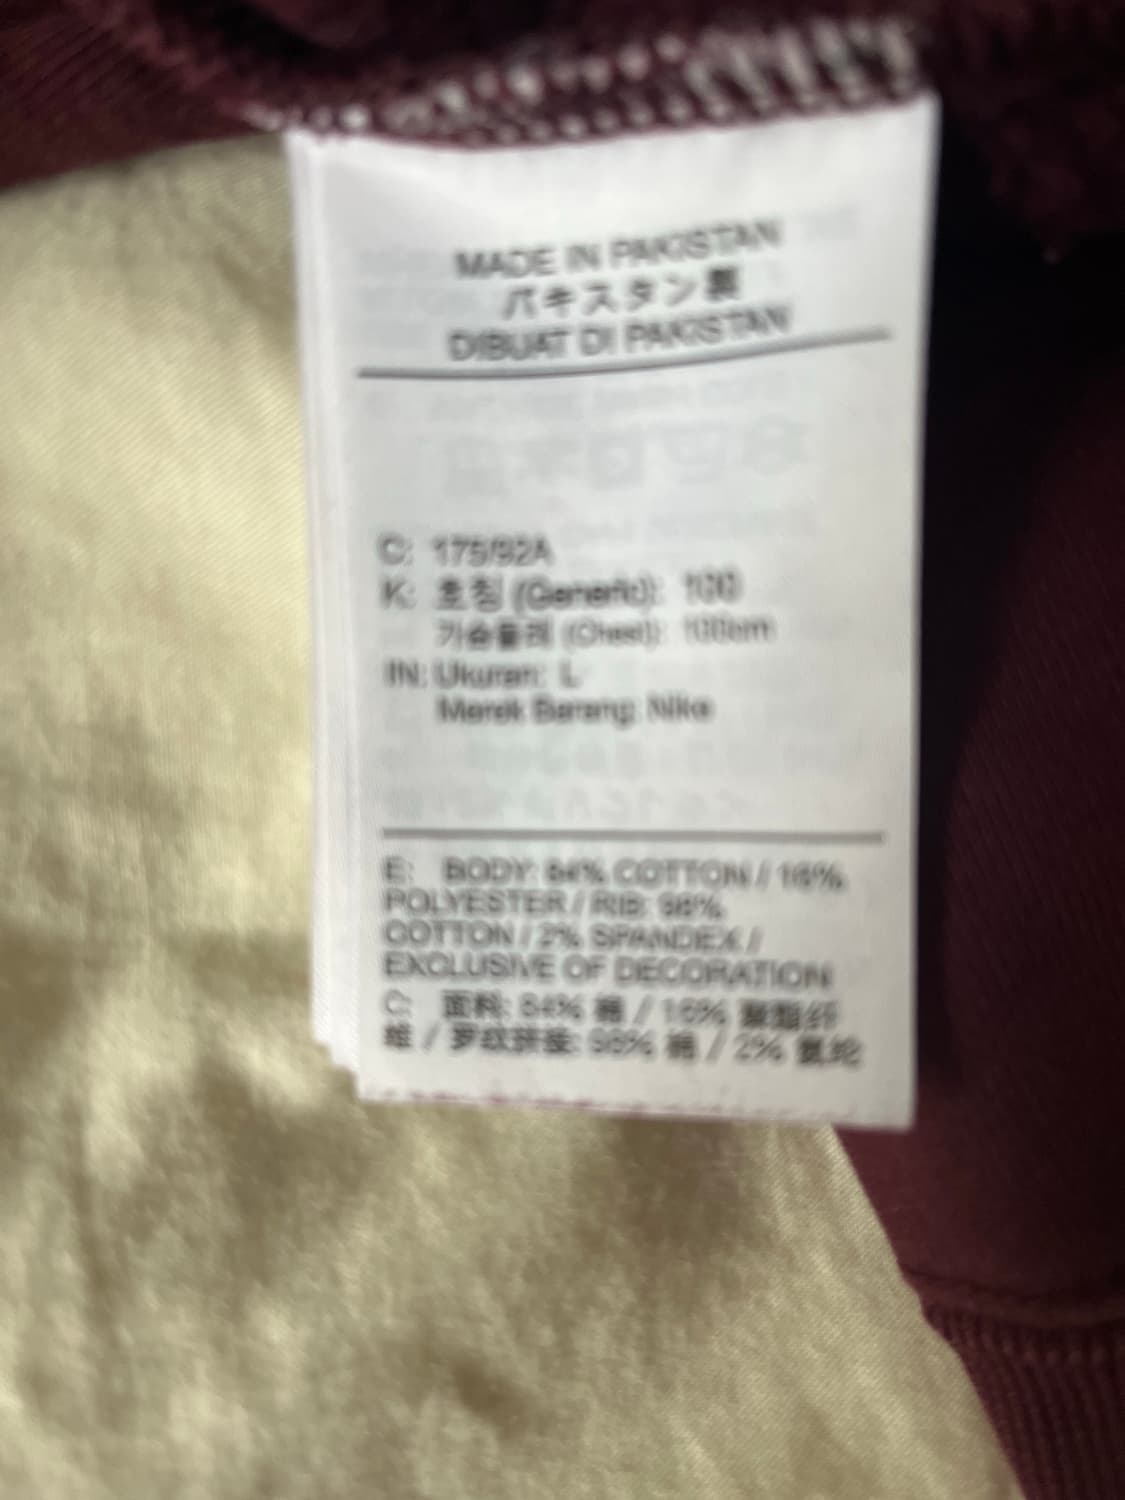 MADE IN PAKISTAN
パキスタン製
DIBUAT DI PAKISTAN
C: 175/92A
K: 호칭 (Generic): 100
가슴둘레 (Chest): 100cm
IN: Ukuran: L
Merek Barang: Nike
E: BODY: 84% COTTON / 16%
POLYESTER / RIB: 98%
COTTON / 2% SPANDEX /
EXCLUSIVE OF DECORATION
C: 面料: 84% 棉 / 16% 聚酯纤
维 / 罗纹拼接: 98% 棉 / 2% 氨纶